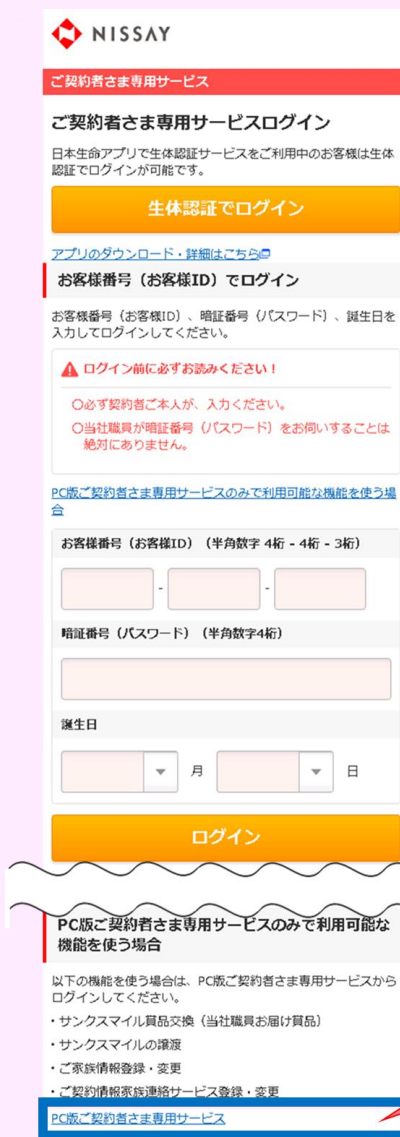 NISSAY
ご契約者さま専用サービス
ご契約者さま専用サービスログイン
日本生命アプリで生体認証サービスをご利用中のお客様は生体
認証でログインが可能です。
生体認証でログイン
アプリのダウンロード・詳細はこちら
お客様番号（お客様ID）でログイン
お客様番号（お客様ID）、暗証番号（パスワード）、誕生日を
入力してログインしてください。
ログイン前に必ずお読みください！
○必ず契約者ご本人が、入力ください。
○当社職員が暗証番号（パスワード）をお伺いすることは
絶対にありません。
PC版ご契約者さま専用サービスのみで利用可能な機能を使う場
合
お客様番号（お客様ID）（半角数字 4桁 - 4桁 - 3桁）
- -
暗証番号（パスワード）（半角数字4桁）
誕生日
月 日
ログイン
PC版ご契約者さま専用サービスのみで利用可能な
機能を使う場合
以下の機能を使う場合は、PC版ご契約者さま専用サービスから
ログインしてください。
・サンクスマイル賞品交換（当社職員お届け賞品）
・サンクスマイルの譲渡
・ご家族情報登録・変更
・ご契約情報家族連絡サービス登録・変更
PC版ご契約者さま専用サービス